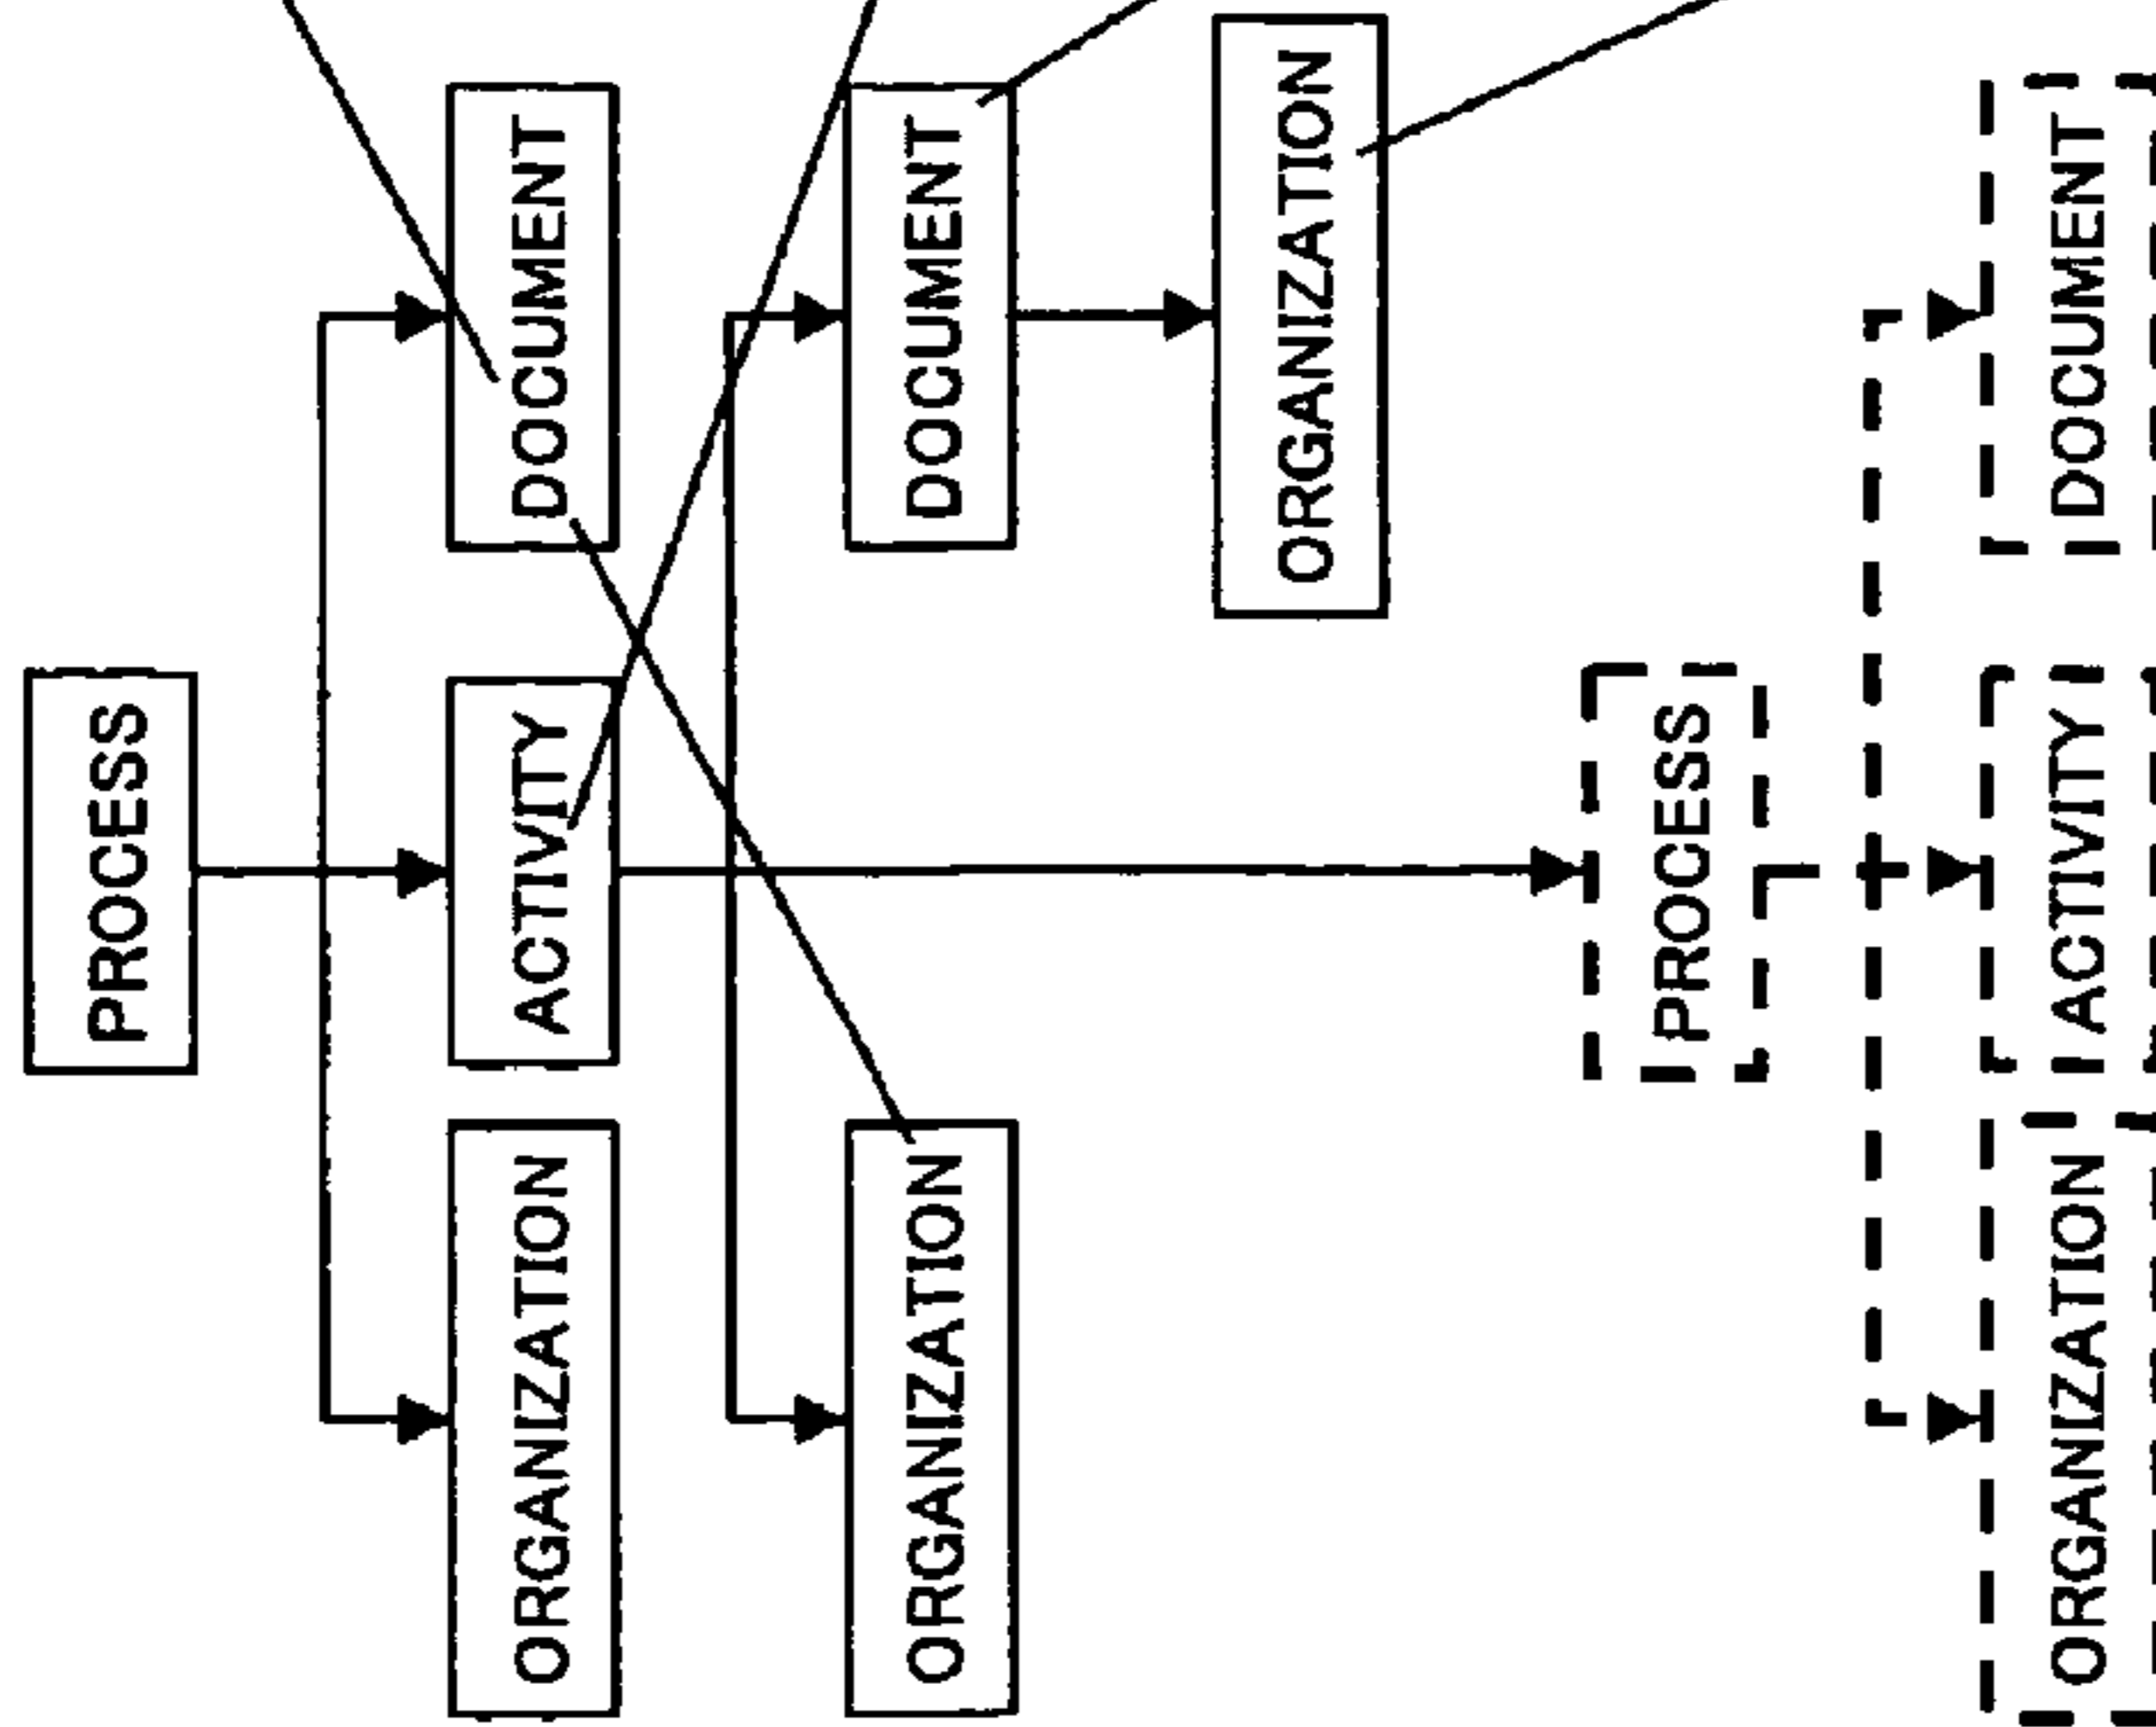 PROCESS
ORGANIZATION
ACTIVITY
DOCUMENT
ORGANIZATION
DOCUMENT
ORGANIZATION
PROCESS
ORGANIZATION
ACTIVITY
DOCUMENT